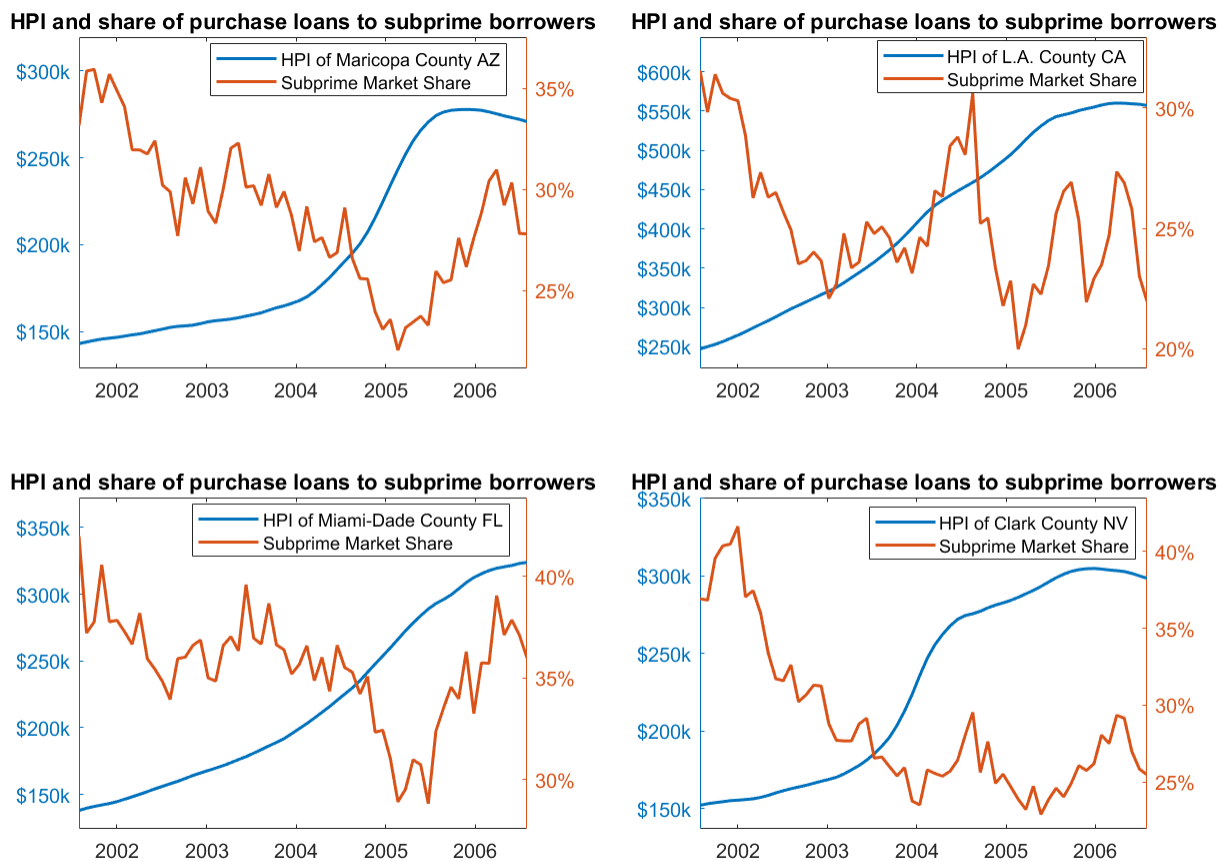 HPI and share of purchase loans to subprime borrowers
HPI of Maricopa County AZ
Subprime Market Share
$300k
$250k
$200k
$150k
35%
30%
25%
2002 2003 2004 2005 2006
HPI and share of purchase loans to subprime borrowers
HPI of L.A. County CA
Subprime Market Share
$600k
$550k
$500k
$450k
$400k
$350k
$300k
$250k
30%
25%
20%
2002 2003 2004 2005 2006
HPI and share of purchase loans to subprime borrowers
HPI of Miami-Dade County FL
Subprime Market Share
$350k
$300k
$250k
$200k
$150k
40%
35%
30%
2002 2003 2004 2005 2006
HPI and share of purchase loans to subprime borrowers
HPI of Clark County NV
Subprime Market Share
$350k
$300k
$250k
$200k
$150k
40%
35%
30%
25%
2002 2003 2004 2005 2006